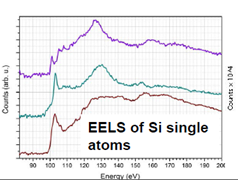 Counts (arb. u.)
Counts x 10^4
EELS of Si single
atoms
90 100 110 120 130 140 150 160 170 180 190 200
Energy (eV)